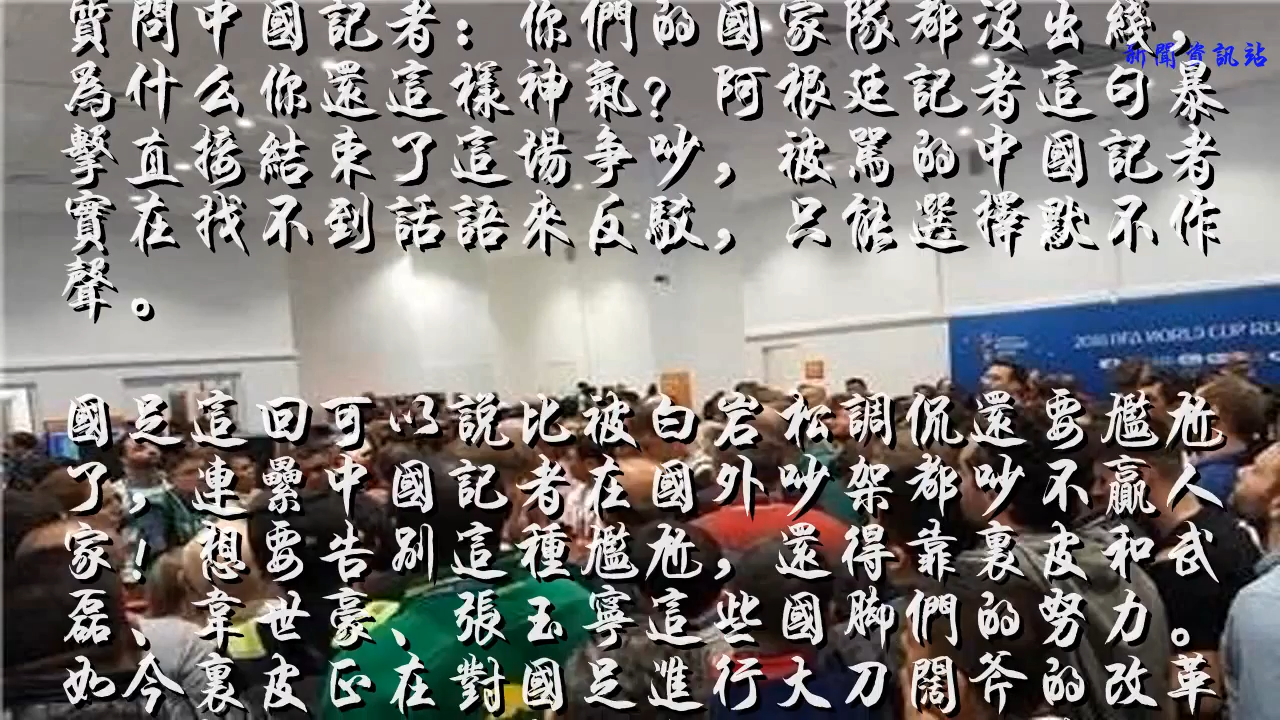 質問中國記者：你們的國家隊都沒出綫，
新聞資訊站
爲什么你還這樣神氣？阿根廷記者這句暴
擊直接結束了這場争吵，被罵的中國記者
實在找不到話語來反駁，只能選擇默不作
聲。
2018 FIFA WORLD CUP RU
國足這回可以說比被白岩松調侃還要尷尬
了，連纍中國記者在國外吵架都吵不贏人
家！想要告别這種尷尬，還得靠裏皮和武
磊、韋世豪、張玉寧這些國脚們的努力。
如今裏皮正在對國足進行大刀闊斧的改革